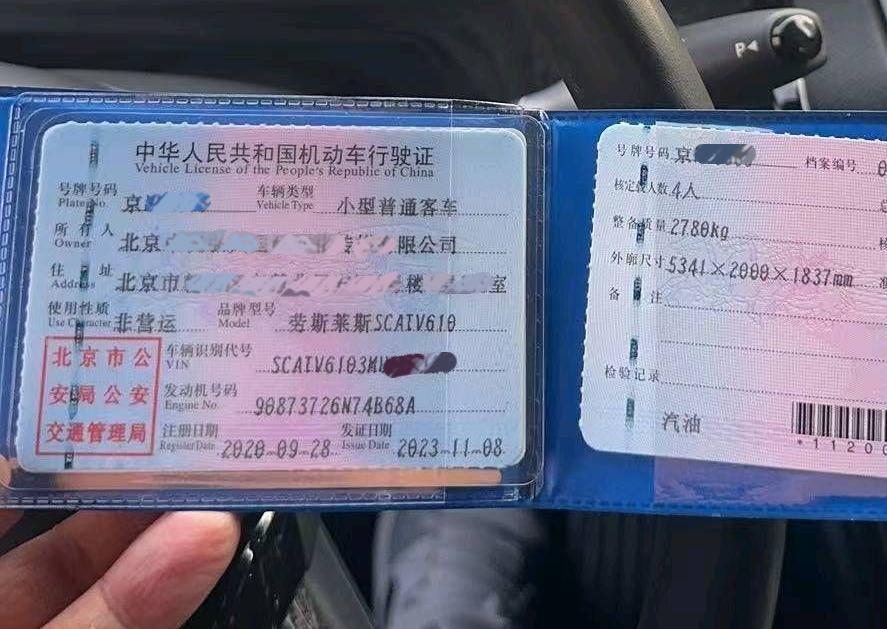 中华人民共和国机动车行驶证
Vehicle License of the People's Republic of China
号牌号码 京 车辆类型 小型普通客车
Plate No. Vehicle Type
所有人 北京 限公司
Owner
住址 北京市 楼 室
Address
使用性质 非营运 品牌型号 劳斯莱斯SCATV610
Use Character Model
北京市公
安局公安
交通管理局
车辆识别代号 SCATV6103MU
VIN
发动机号码 90873726N74B68A
Engine No.
注册日期 2020-09-28 发证日期 2023-11-08
Register Date Issue Date
号牌号码 京 档案编号 0
核定载人数 4人
整备质量 2780kg
外廓尺寸 5341×2000×1837mm
备注
检验记录
汽油
*11200
P